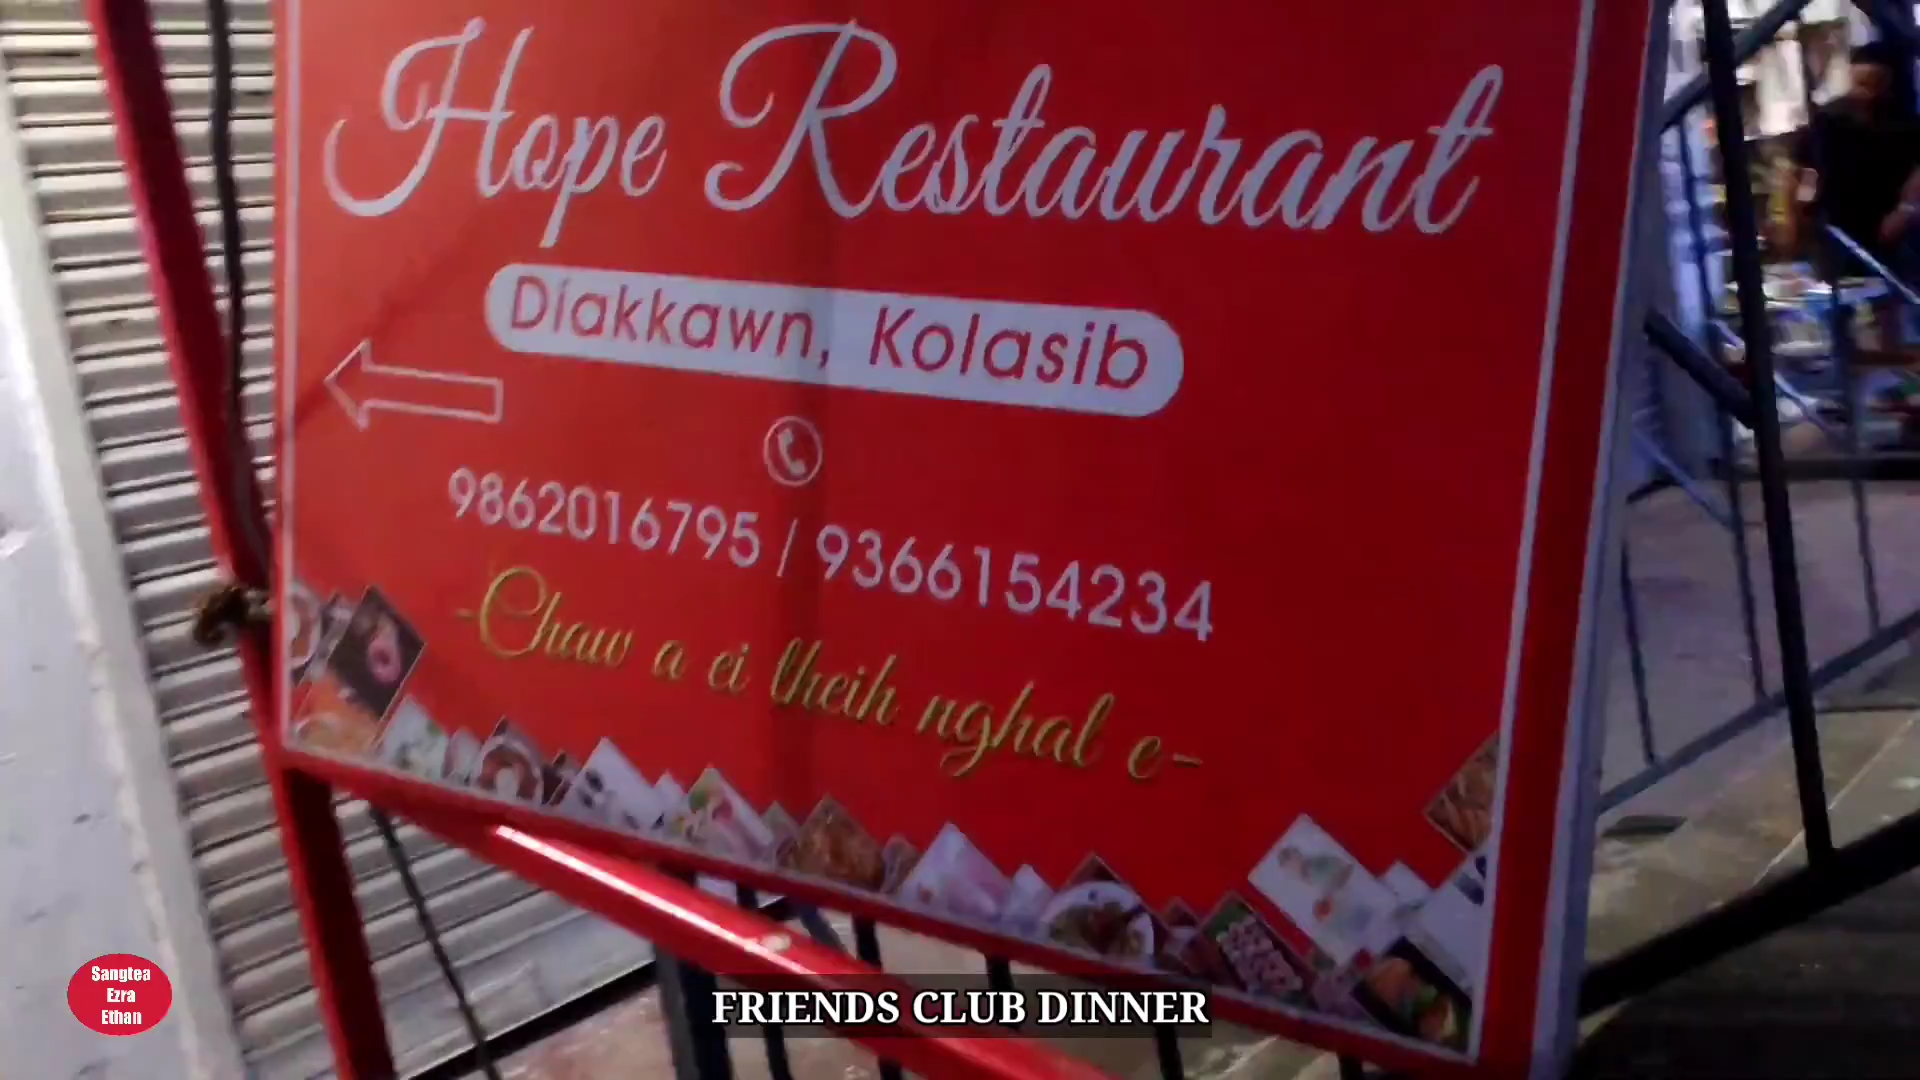 Hope Restaurant
Diakkawn, Kolasib
9862016795 / 9366154234
-Chaw a ei theih nghal e-
Sangtea
Ezra
Ethan
FRIENDS CLUB DINNER